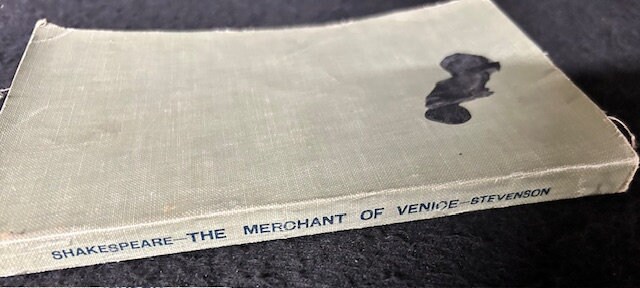 SHAKESPEARE—THE MERCHANT OF VENICE—STEVENSON